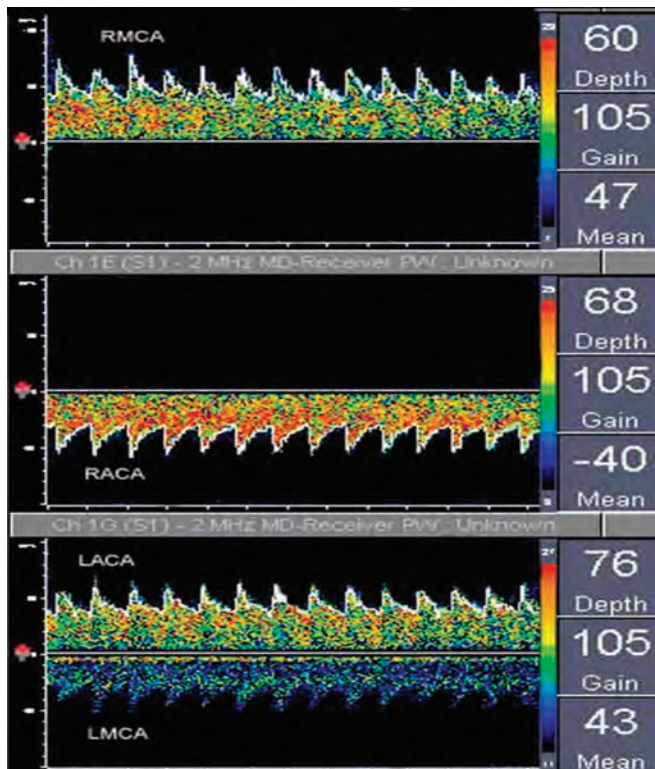 RMCA
60
Depth
105
Gain
47
Mean
Ch 1E (S1) - 2 MHz MD-Receiver PW : Unknown
68
Depth
105
Gain
-40
Mean
RACA
Ch 1G (S1) - 2 MHz MD-Receiver PW : Unknown
LACA
76
Depth
105
Gain
43
Mean
LMCA